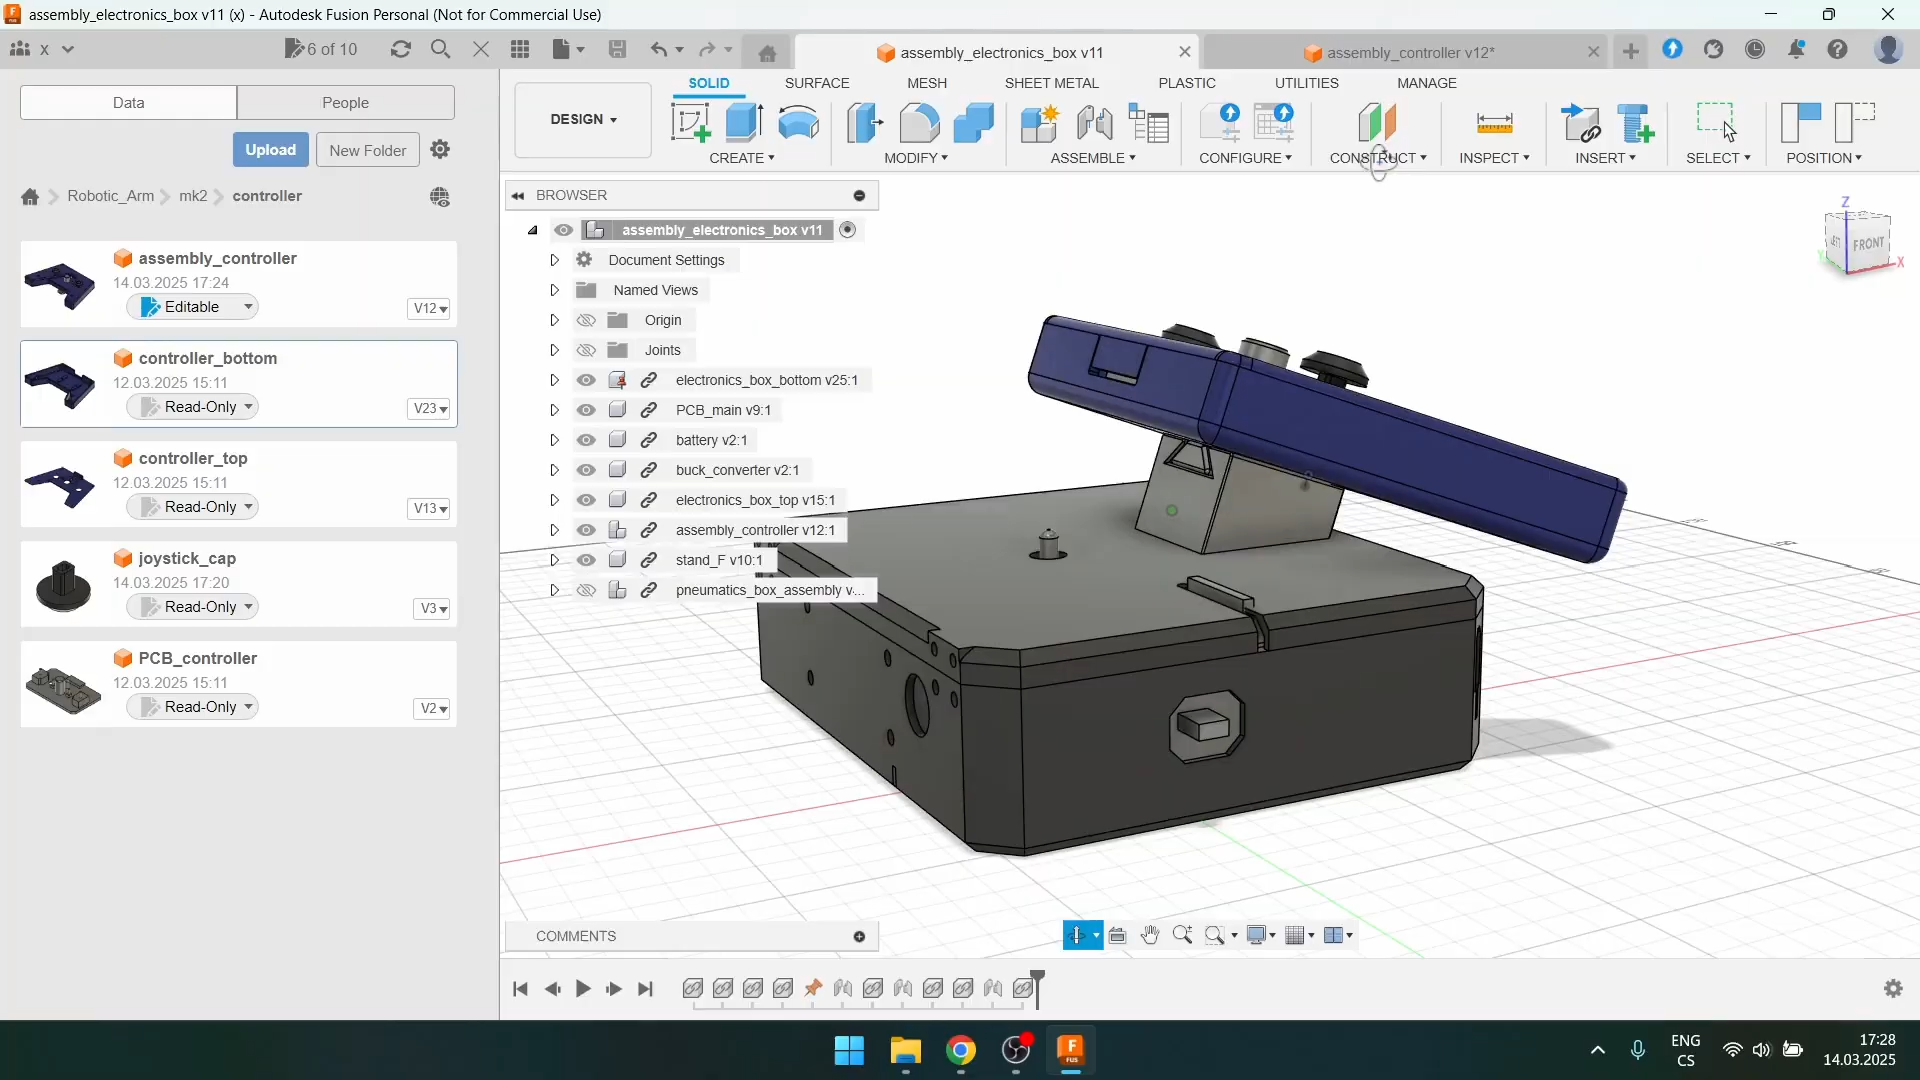 assembly_electronics_box v11 (x) - Autodesk Fusion Personal (Not for Commercial Use)
x
6 of 10
assembly_electronics_box v11
assembly_controller v12*
Data
People
Upload
New Folder
Robotic_Arm
mk2
controller
assembly_controller
14.03.2025 17:24
Editable
V12
controller_bottom
12.03.2025 15:11
Read-Only
V23
controller_top
12.03.2025 15:11
Read-Only
V13
joystick_cap
14.03.2025 17:20
Read-Only
V3
PCB_controller
12.03.2025 15:11
Read-Only
V2
DESIGN
SOLID
SURFACE
MESH
SHEET METAL
PLASTIC
UTILITIES
MANAGE
CREATE
MODIFY
ASSEMBLE
CONFIGURE
CONSTRUCT
INSPECT
INSERT
SELECT
POSITION
BROWSER
assembly_electronics_box v11
Document Settings
Named Views
Origin
Joints
electronics_box_bottom v25:1
PCB_main v9:1
battery v2:1
buck_converter v2:1
electronics_box_top v15:1
assembly_controller v12:1
stand_F v10:1
pneumatics_box_assembly v...
Z
LEFT
FRONT
Y
X
COMMENTS
FUS
ENG
CS
17:28
14.03.2025